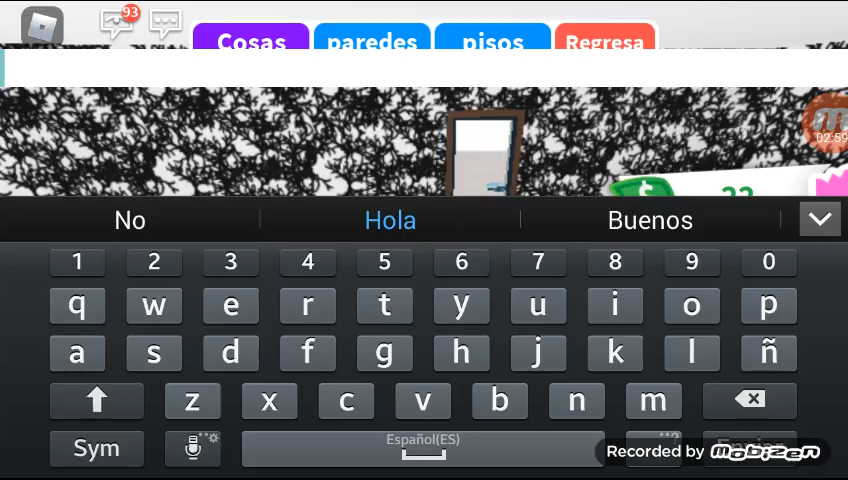 93
Cosas paredes pisos Regresa
02:59
No Hola Buenos
1 2 3 4 5 6 7 8 9 0
q w e r t y u i o p
a s d f g h j k l ñ
z x c v b n m
Sym Español(ES)
Recorded by mobizen